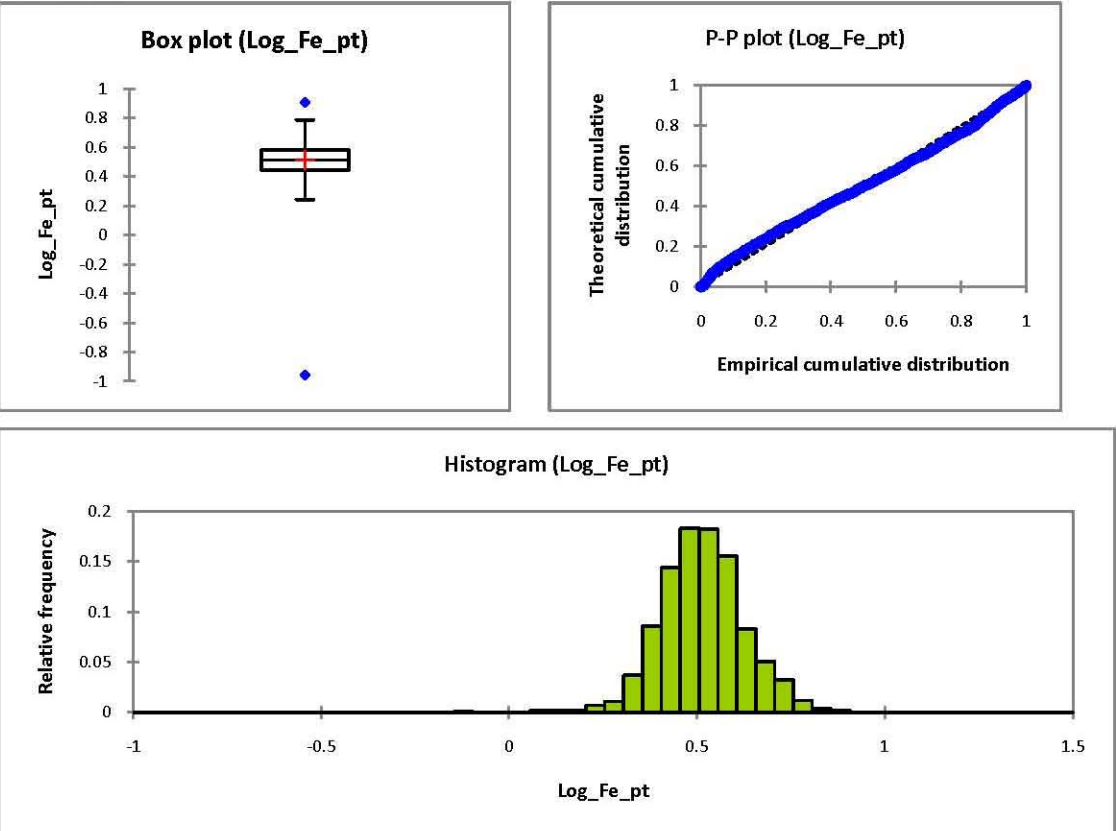 Box plot (Log_Fe_pt)
1
0.8
0.6
0.4
0.2
0
-0.2
-0.4
-0.6
-0.8
-1
Log_Fe_pt
P-P plot (Log_Fe_pt)
1
0.8
0.6
0.4
0.2
0
Theoretical cumulative
distribution
0 0.2 0.4 0.6 0.8 1
Empirical cumulative distribution
Histogram (Log_Fe_pt)
0.2
0.15
0.1
0.05
0
Relative frequency
-1 -0.5 0 0.5 1 1.5
Log_Fe_pt